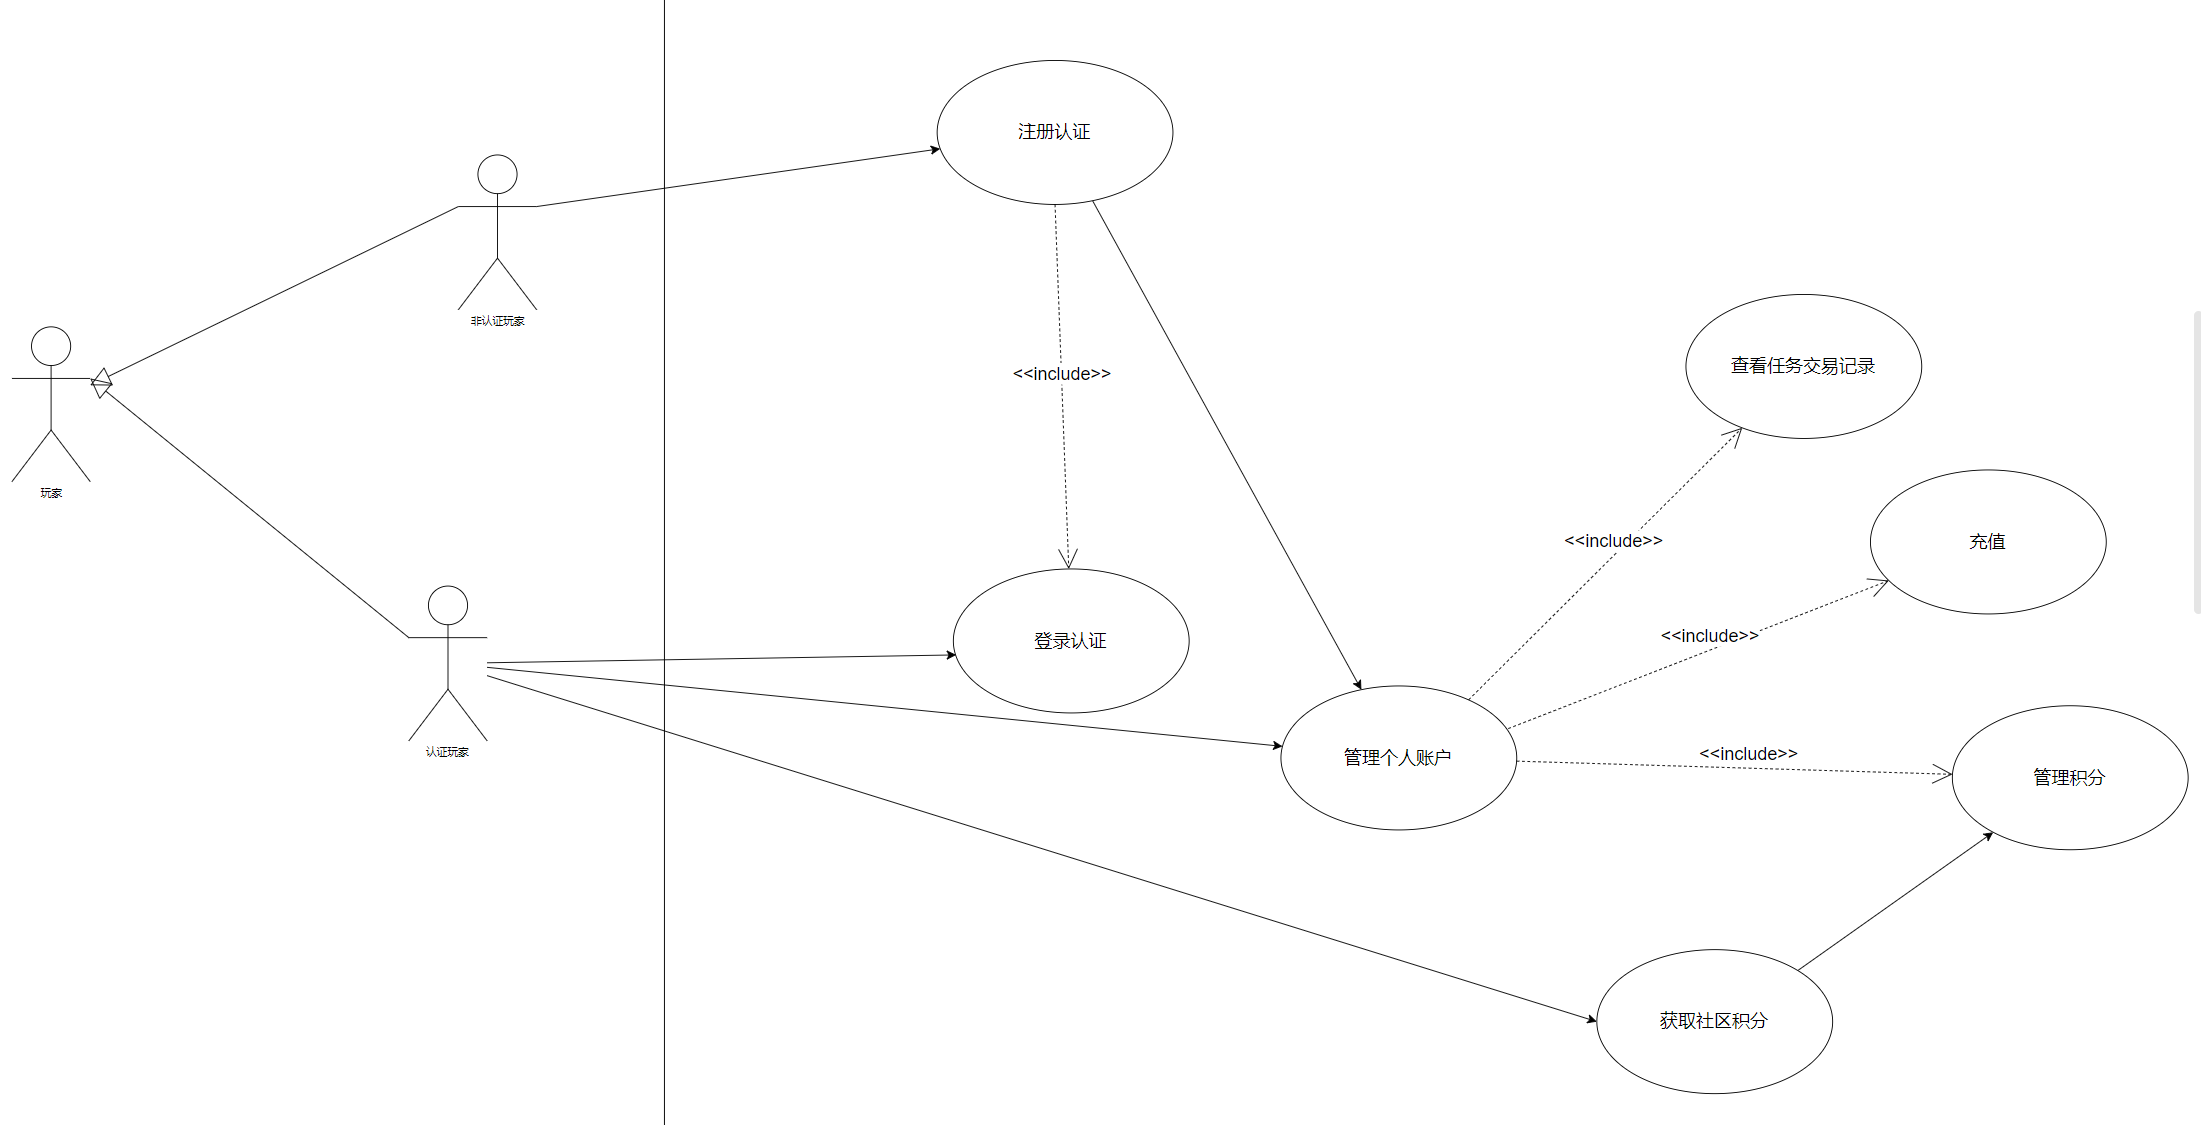 注册认证
非认证玩家
<<include>>
查看任务交易记录
玩家
<<include>>
充值
<<include>>
登录认证
认证玩家
<<include>>
管理个人账户
管理积分
获取社区积分